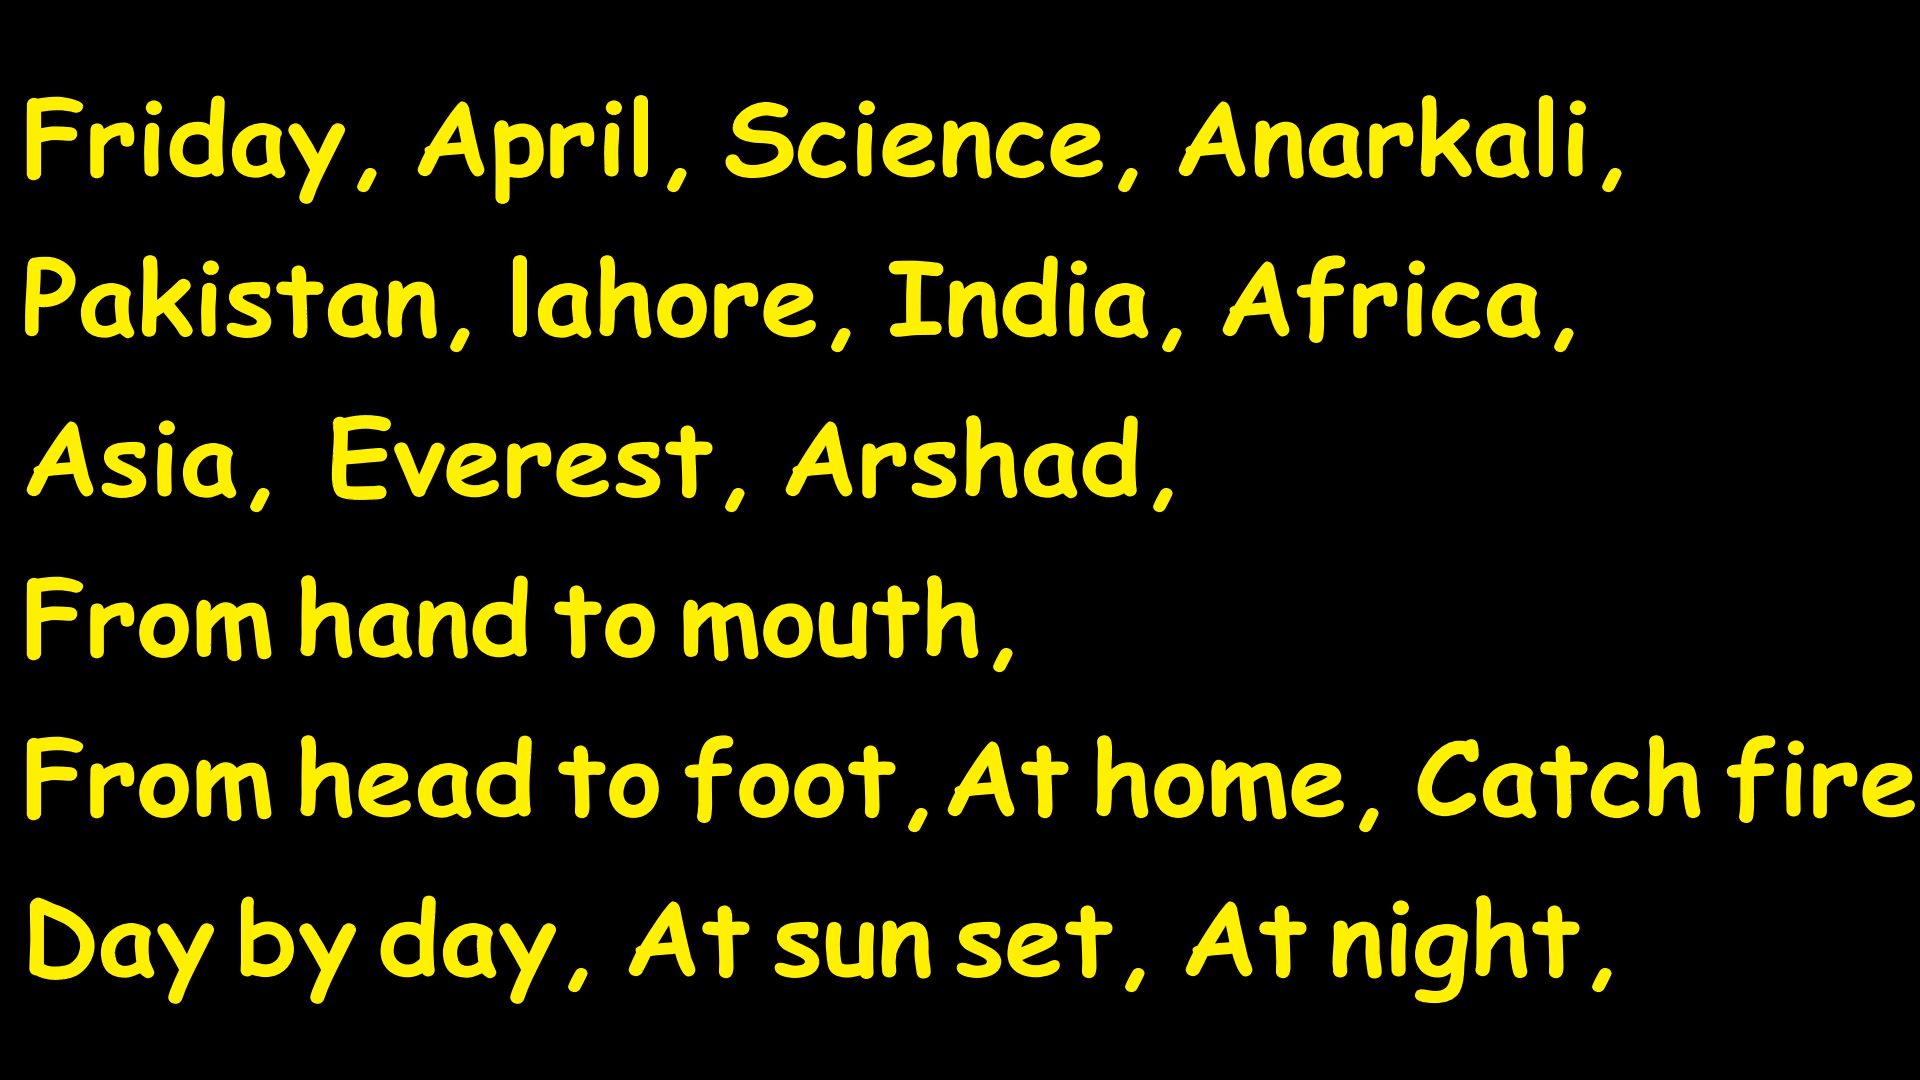 Friday, April, Science, Anarkali,
Pakistan, lahore, India, Africa,
Asia, Everest, Arshad,
From hand to mouth,
From head to foot, At home, Catch fire
Day by day, At sun set, At night,